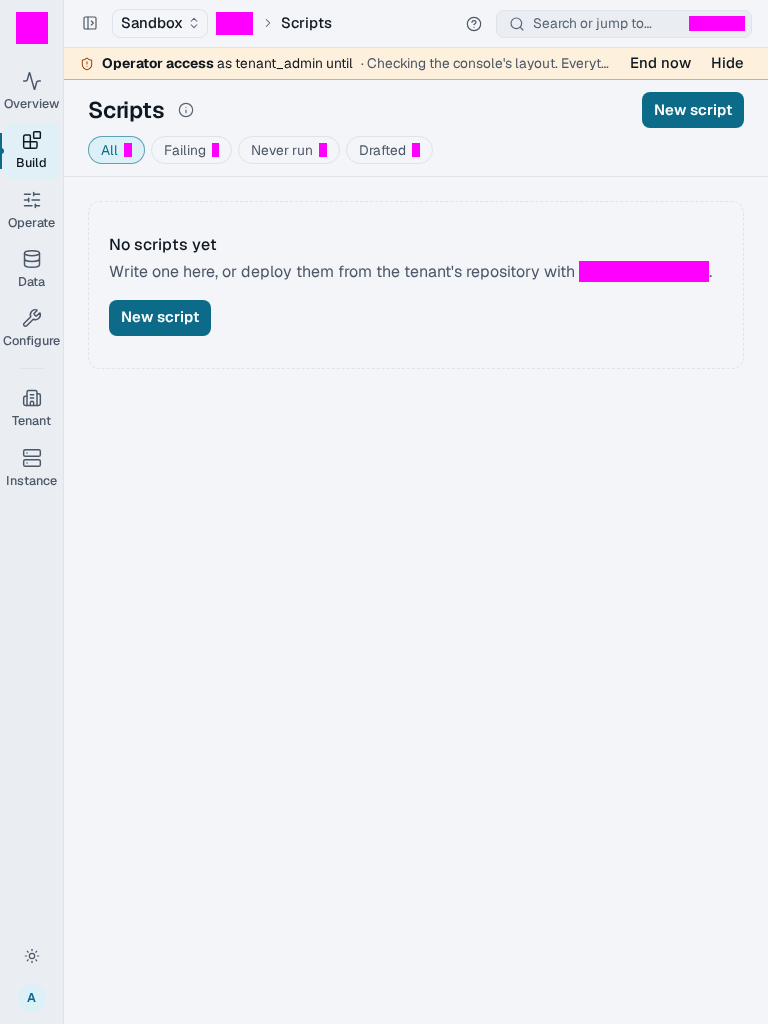 Sandbox
Scripts
Search or jump to…
Operator access as tenant_admin until · Checking the console's layout. Everyt…
End now
Hide
Overview
Build
Operate
Data
Configure
Tenant
Instance
A
Scripts
New script
All
Failing
Never run
Drafted
No scripts yet
Write one here, or deploy them from the tenant's repository with .
New script